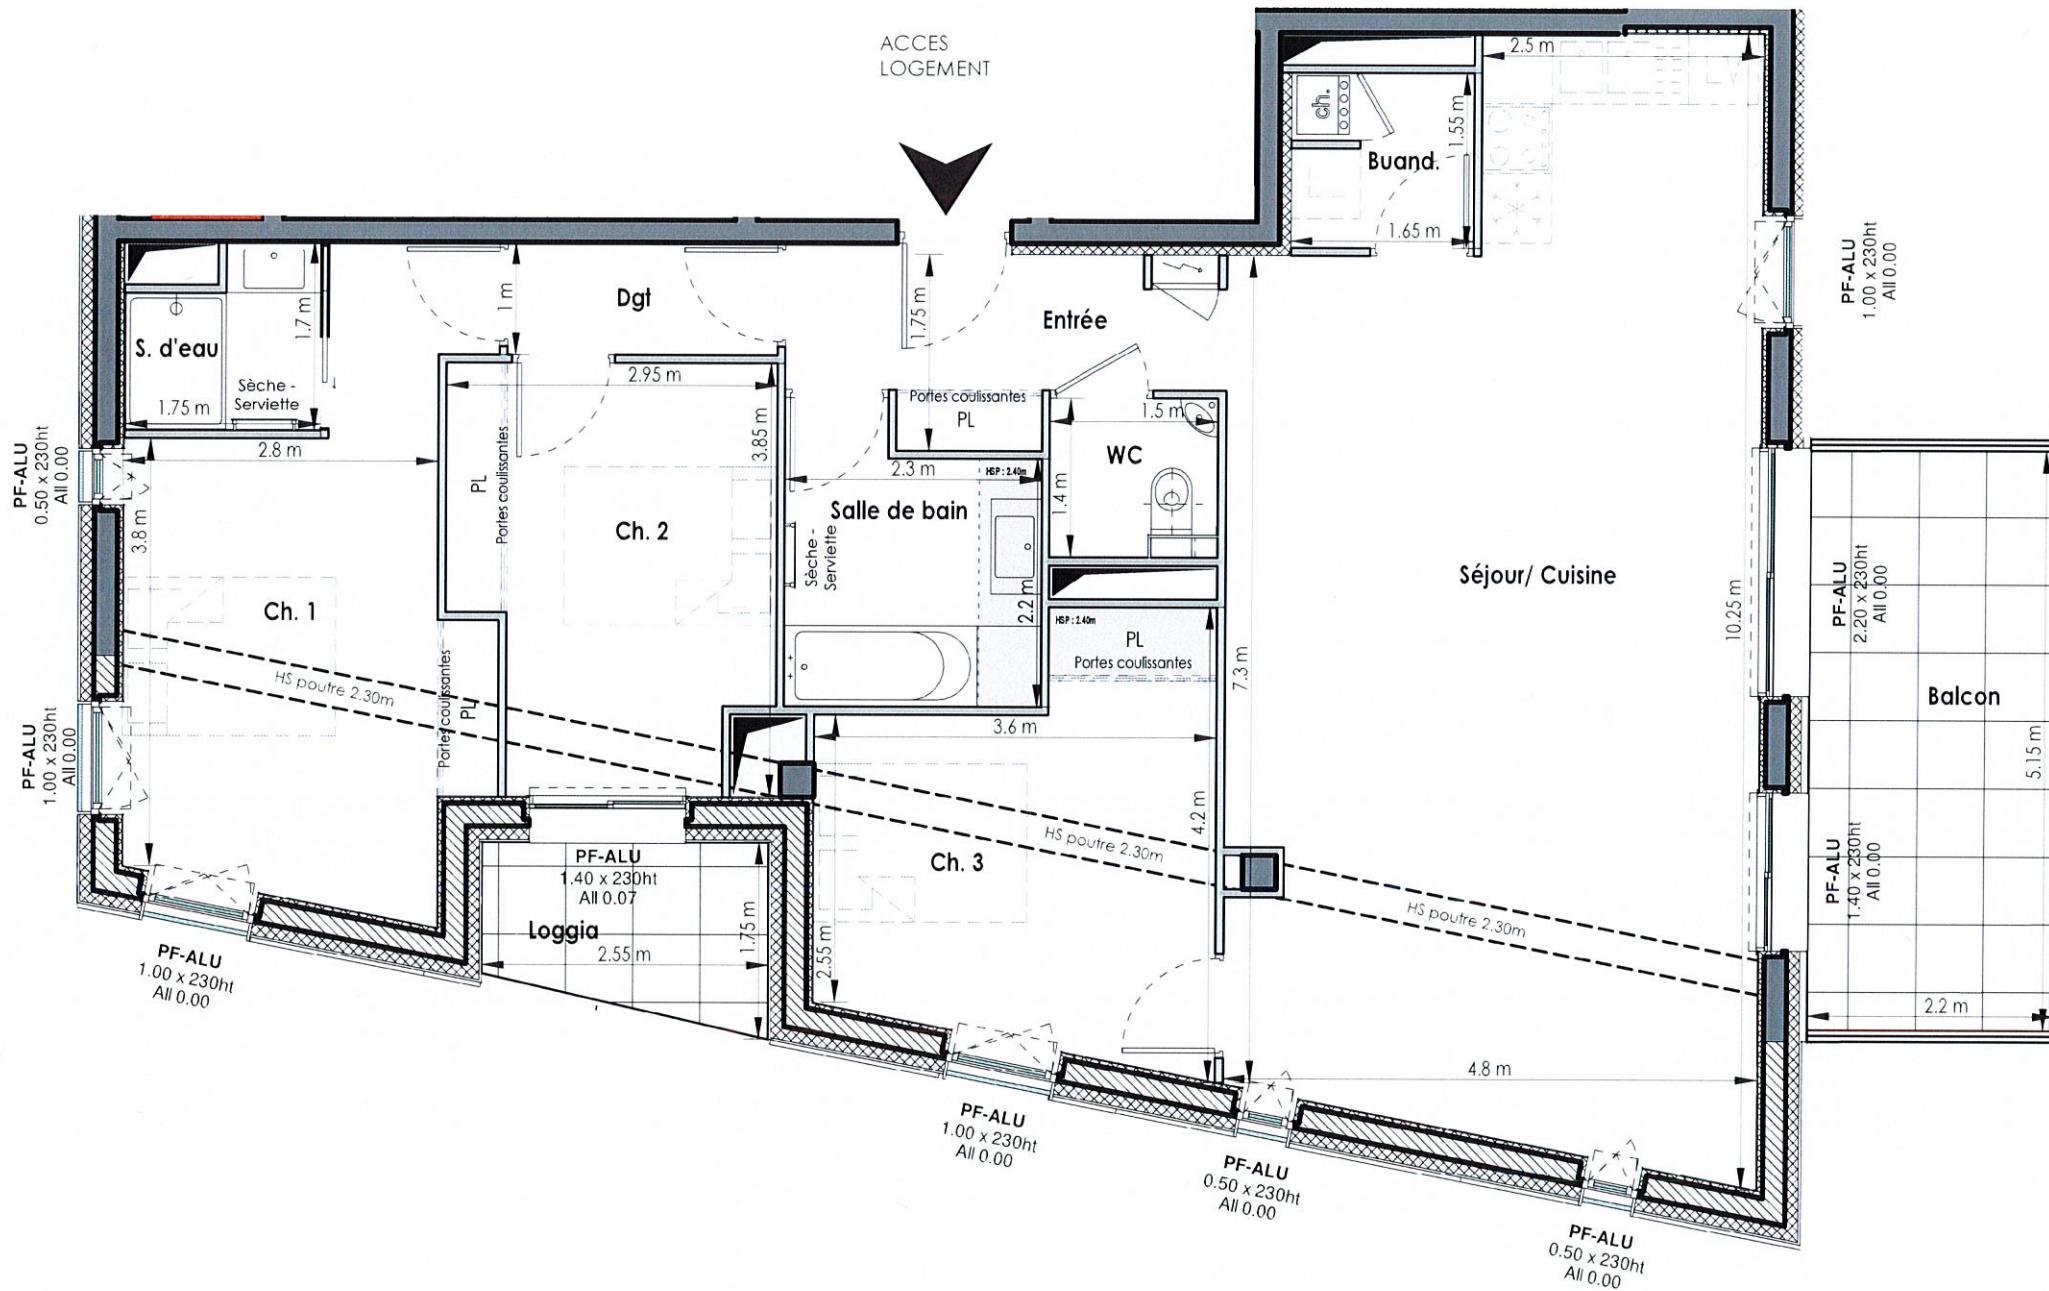 ACCES
LOGEMENT
2.5 m
ch.
1.55 m
Buand.
1.65 m
LV
PF-ALU
1.00 x 230ht
All 0.00
1 m
Dgt
1.75 m
Entrée
1.7 m
S. d'eau
Sèche -
Serviette
1.75 m
2.95 m
Portes coulissantes
PL
1.5 m
WC
1.4 m
PF-ALU
0.50 x 230ht
All 0.00
2.8 m
3.8 m
PL
Portes coulissantes
3.85 m
2.3 m
HSP : 2.40m
Salle de bain
Sèche -
Serviette
2.2 m
Ch. 2
Ch. 1
HS poutre 2.30m
Portes coulissantes
PL
HSP : 2.40m
PL
Portes coulissantes
7.3 m
Séjour/ Cuisine
10.25 m
PF-ALU
2.20 x 230ht
All 0.00
Balcon
5.15 m
PF-ALU
1.00 x 230ht
All 0.00
3.6 m
4.2 m
HS poutre 2.30m
Ch. 3
PF-ALU
1.40 x 230ht
All 0.07
Loggia
2.55 m
1.75 m
2.55 m
HS poutre 2.30m
PF-ALU
1.40 x 230ht
All 0.00
2.2 m
4.8 m
PF-ALU
1.00 x 230ht
All 0.00
PF-ALU
1.00 x 230ht
All 0.00
PF-ALU
0.50 x 230ht
All 0.00
PF-ALU
0.50 x 230ht
All 0.00